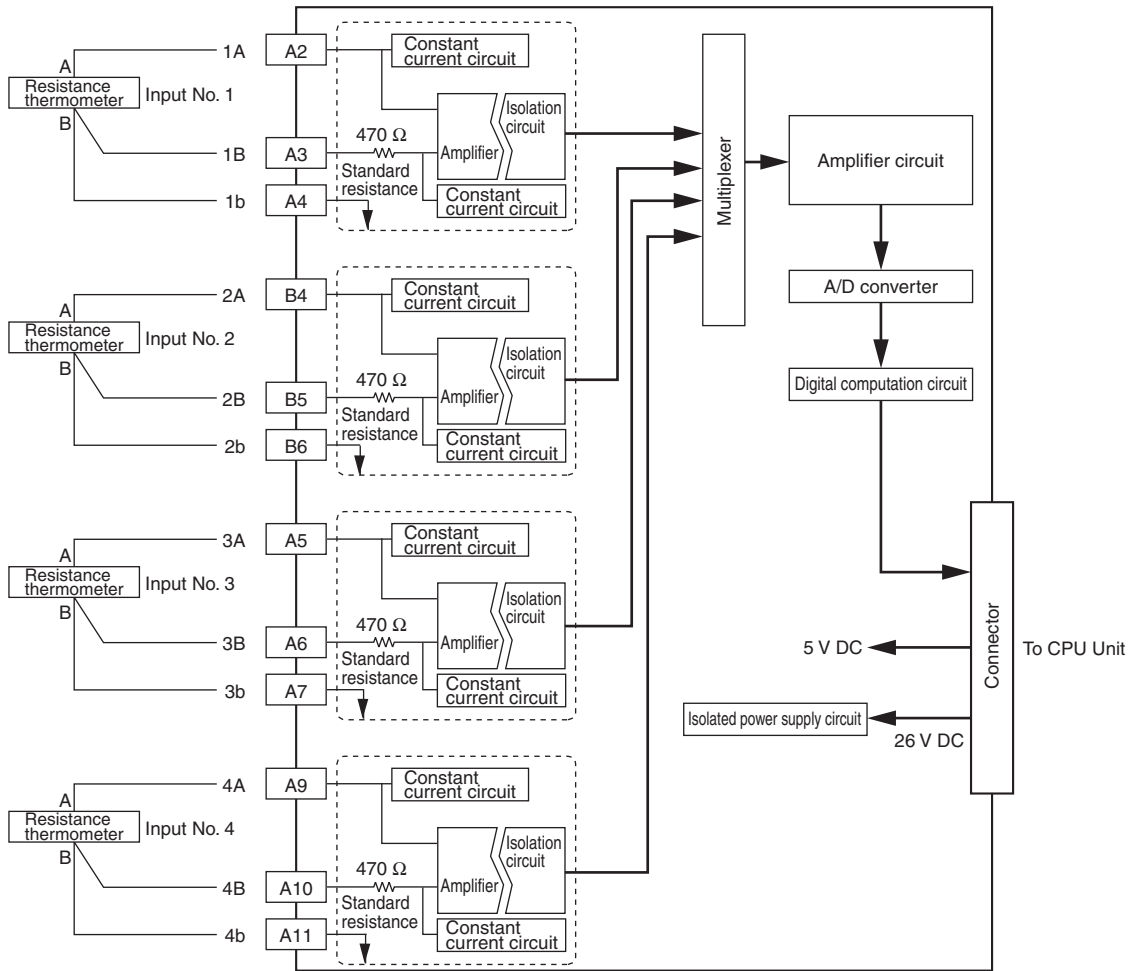 1A
A2
Constant
current circuit
A
Resistance
thermometer
Input No. 1
B
Isolation
circuit
470 Ω
Amplifier
1B
A3
Standard
resistance
Constant
current circuit
1b
A4
2A
B4
Constant
current circuit
A
Resistance
thermometer
Input No. 2
B
Isolation
circuit
470 Ω
Amplifier
2B
B5
Standard
resistance
Constant
current circuit
2b
B6
3A
A5
Constant
current circuit
A
Resistance
thermometer
Input No. 3
B
Isolation
circuit
470 Ω
Amplifier
3B
A6
Standard
resistance
Constant
current circuit
3b
A7
4A
A9
Constant
current circuit
A
Resistance
thermometer
Input No. 4
B
Isolation
circuit
470 Ω
Amplifier
4B
A10
Standard
resistance
Constant
current circuit
4b
A11
Multiplexer
Amplifier circuit
A/D converter
Digital computation circuit
Connector
To CPU Unit
5 V DC
Isolated power supply circuit
26 V DC